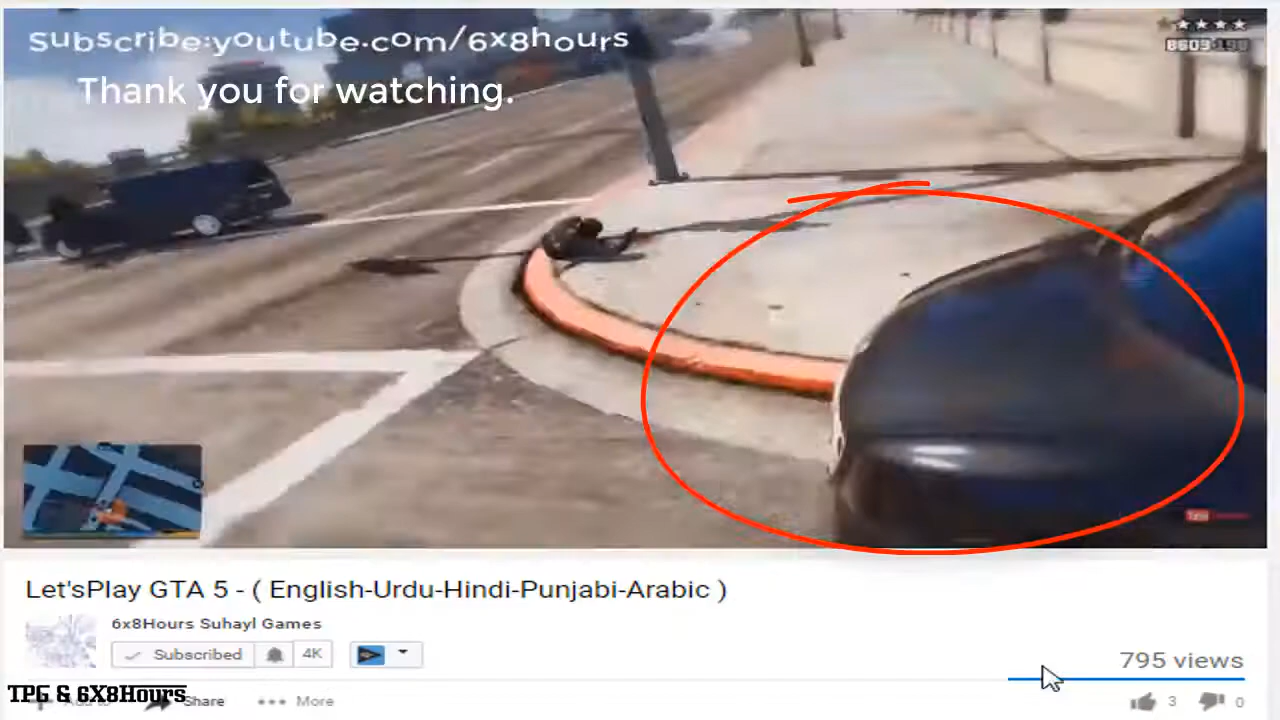 subscribe:youtube.com/6x8hours
Thank you for watching.
Let'sPlay GTA 5 - ( English-Urdu-Hindi-Punjabi-Arabic )
6x8Hours Suhayl Games
Subscribed
4K
795 views
TPG & 6X8Hours
Share
More
3
0